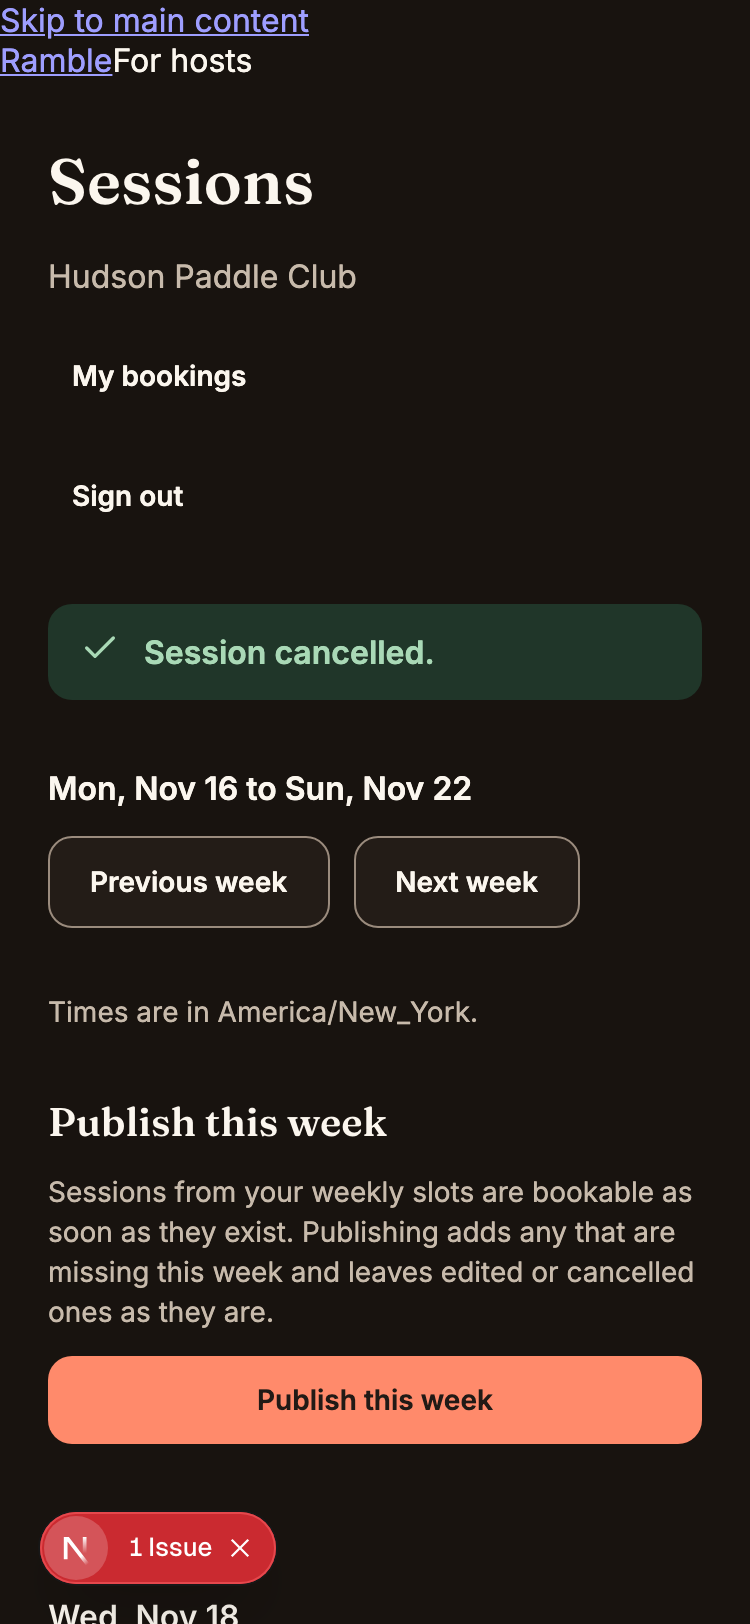 Skip to main content
RambleFor hosts
Sessions
Hudson Paddle Club
My bookings
Sign out
Session cancelled.
Mon, Nov 16 to Sun, Nov 22
Previous week Next week
Times are in America/New_York.
Publish this week
Sessions from your weekly slots are bookable as
soon as they exist. Publishing adds any that are
missing this week and leaves edited or cancelled
ones as they are.
Publish this week
N 1 Issue
Wed, Nov 18